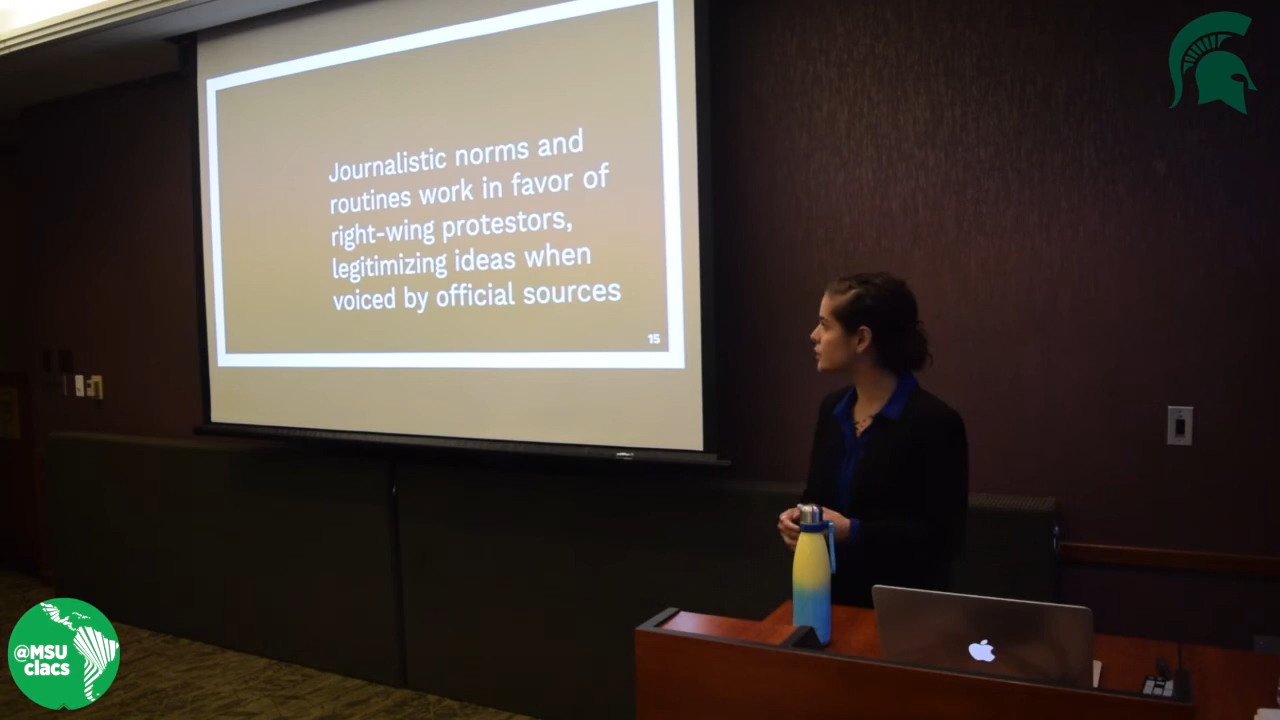 Journalistic norms and
routines work in favor of
right-wing protestors,
legitimizing ideas when
voiced by official sources
15
@MSU
clacs